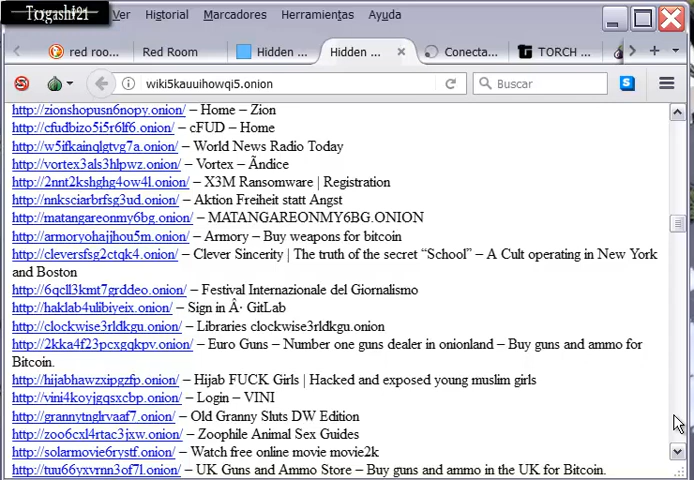 Togashi21
Ver Historial Marcadores Herramientas Ayuda
red roo... Red Room Hidden ... Hidden ... Conecta... TORCH ...
wiki5kauuihowqi5.onion Buscar
http://zionshopusn6nopy.onion/ – Home – Zion
http://cfudbizo5i5r6lf6.onion/ – cFUD – Home
http://w5ifkainqlgtvg7a.onion/ – World News Radio Today
http://vortex3als3hlpwz.onion/ – Vortex – Ãndice
http://2nnt2kshghg4ow4l.onion/ – X3M Ransomware | Registration
http://nnksciarbrfsg3ud.onion/ – Aktion Freiheit statt Angst
http://matangareonmy6bg.onion/ – MATANGAREONMY6BG.ONION
http://armoryohajjhou5m.onion/ – Armory – Buy weapons for bitcoin
http://cleversfsg2ctqk4.onion/ – Clever Sincerity | The truth of the secret “School” – A Cult operating in New York
and Boston
http://6qcll3kmt7grddeo.onion/ – Festival Internazionale del Giornalismo
http://haklab4ulibiyeix.onion/ – Sign in Â· GitLab
http://clockwise3rldkgu.onion/ – Libraries clockwise3rldkgu.onion
http://2kka4f23pcxgqkpv.onion/ – Euro Guns – Number one guns dealer in onionland – Buy guns and ammo for
Bitcoin.
http://hijabhawzxipgzfp.onion/ – Hijab FUCK Girls | Hacked and exposed young muslim girls
http://vini4koyjgqsxcbp.onion/ – Login – VINI
http://grannytnglrvaaf7.onion/ – Old Granny Sluts DW Edition
http://zoo6cxl4rtac3jxw.onion/ – Zoophile Animal Sex Guides
http://solarmovie6rystf.onion/ – Watch free online movie movie2k
http://tuu66yxvrnn3of7l.onion/ – UK Guns and Ammo Store – Buy guns and ammo in the UK for Bitcoin.